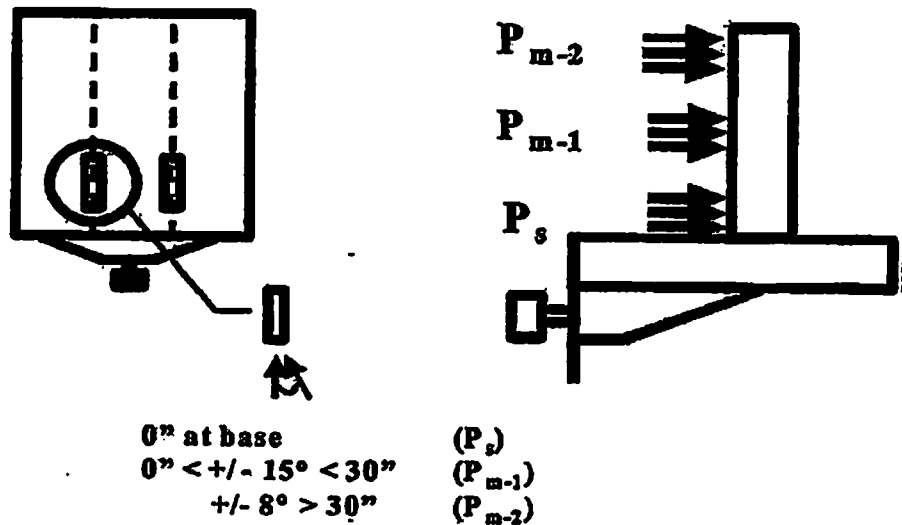 P m-2
P m-1
P s
0” at base (P s)
0” < +/- 15° < 30” (P m-1)
+/- 8° > 30” (P m-2)